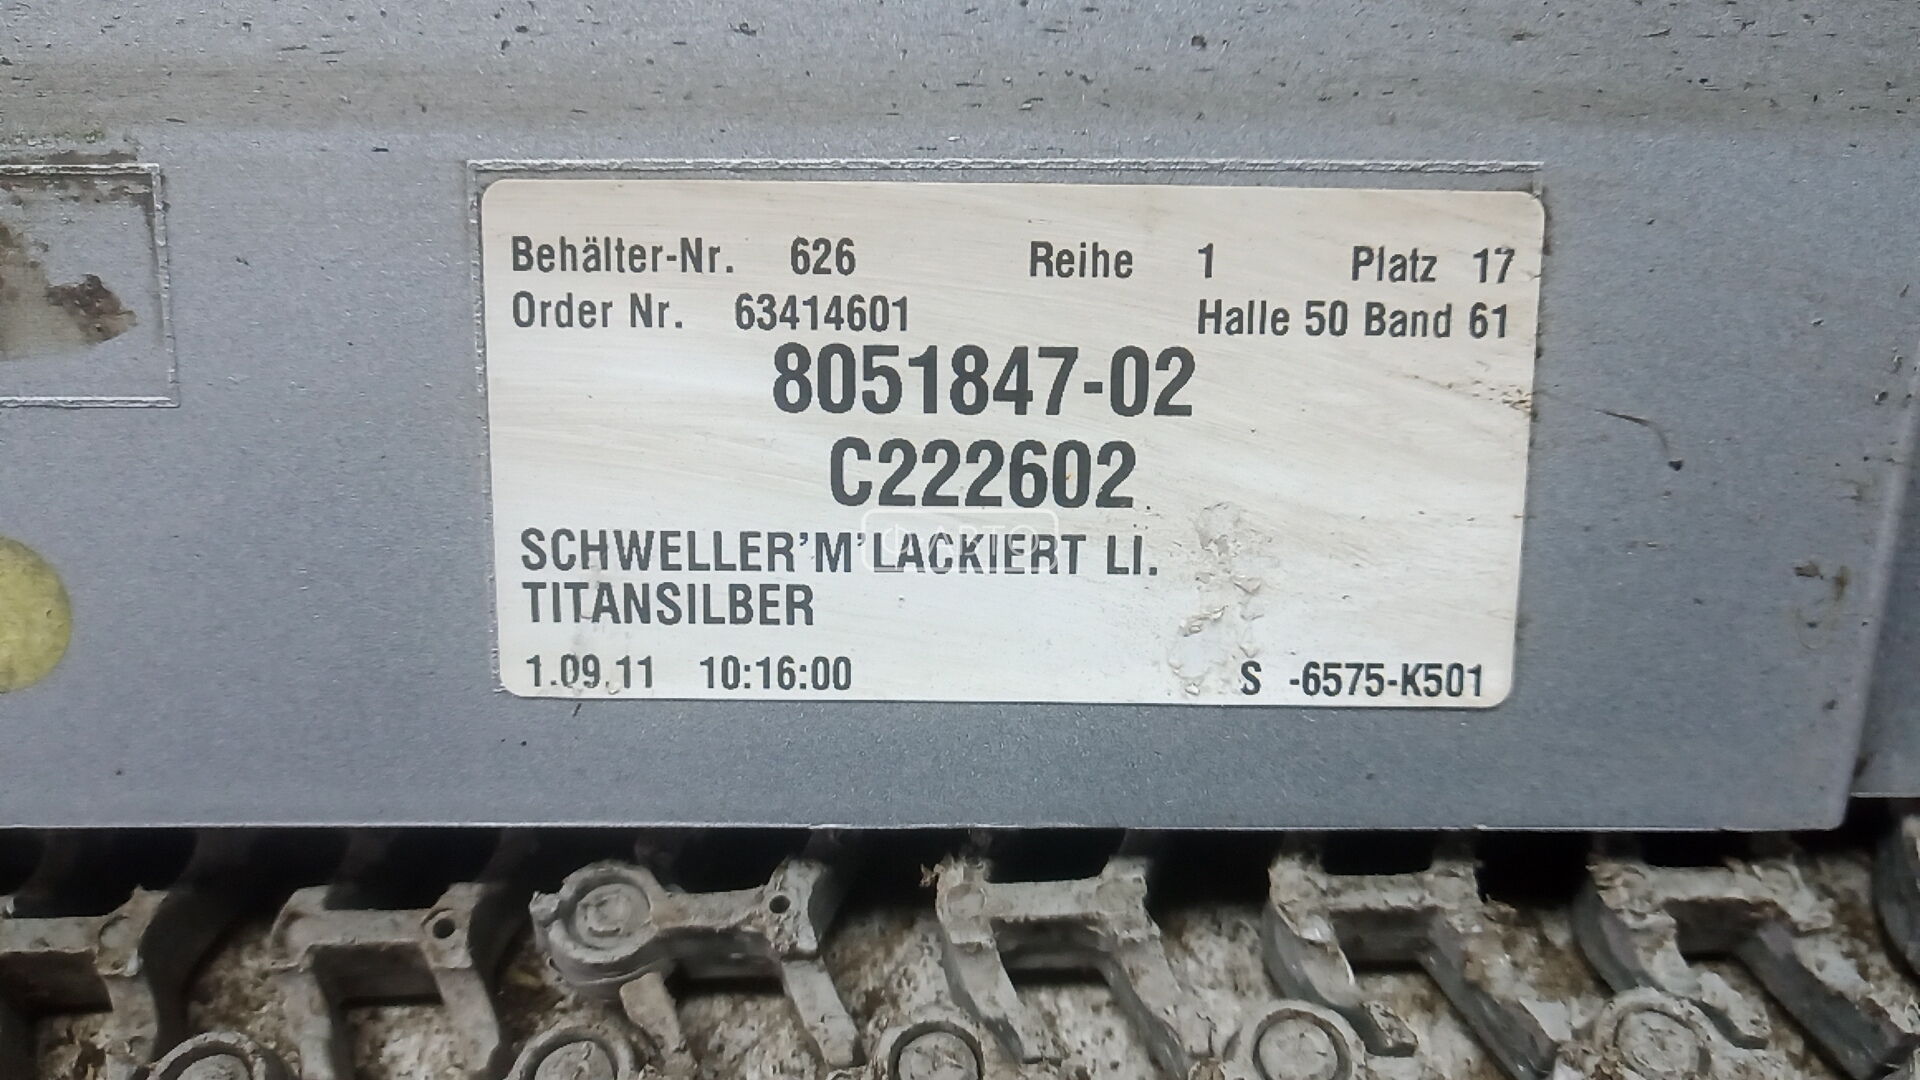 Behälter-Nr. 626 Reihe 1 Platz 17
Order Nr. 63414601 Halle 50 Band 61
8051847-02
C222602
SCHWELLER'M'LACKIERT LI.
TITANSILBER
1.09.11 10:16:00 S -6575-K501